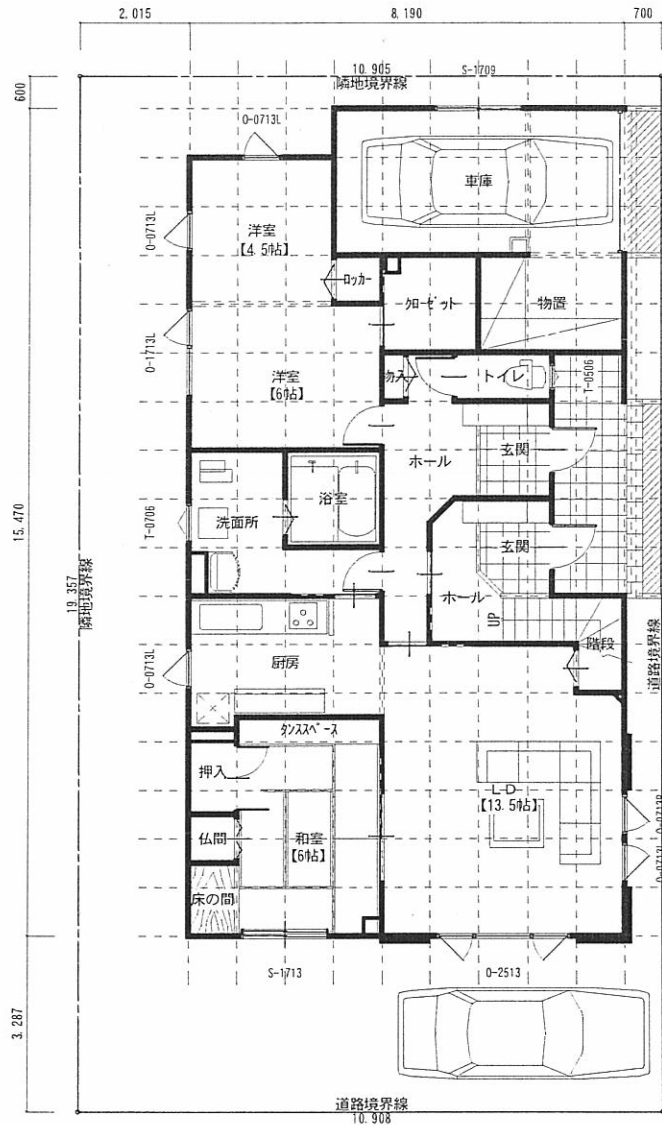 2.015
8.190
700
600
10.905
隣地境界線
S-1709
O-0713L
車庫
洋室
【4.5帖】
O-0713L
ロッカー
クローゼット
物置
O-1713L
洋室
【6帖】
物入
トイレ
T-0506
ホール
玄関
浴室
洗面所
T-0706
15.470
19.357
隣地境界線
玄関
ホール
UP
階段
道路境界線
厨房
O-0713L
タンススペース
押入
LD
【13.5帖】
仏間
和室
【6帖】
O-0713R
O-0713L
床の間
S-1713
O-2513
3.287
道路境界線
10.908